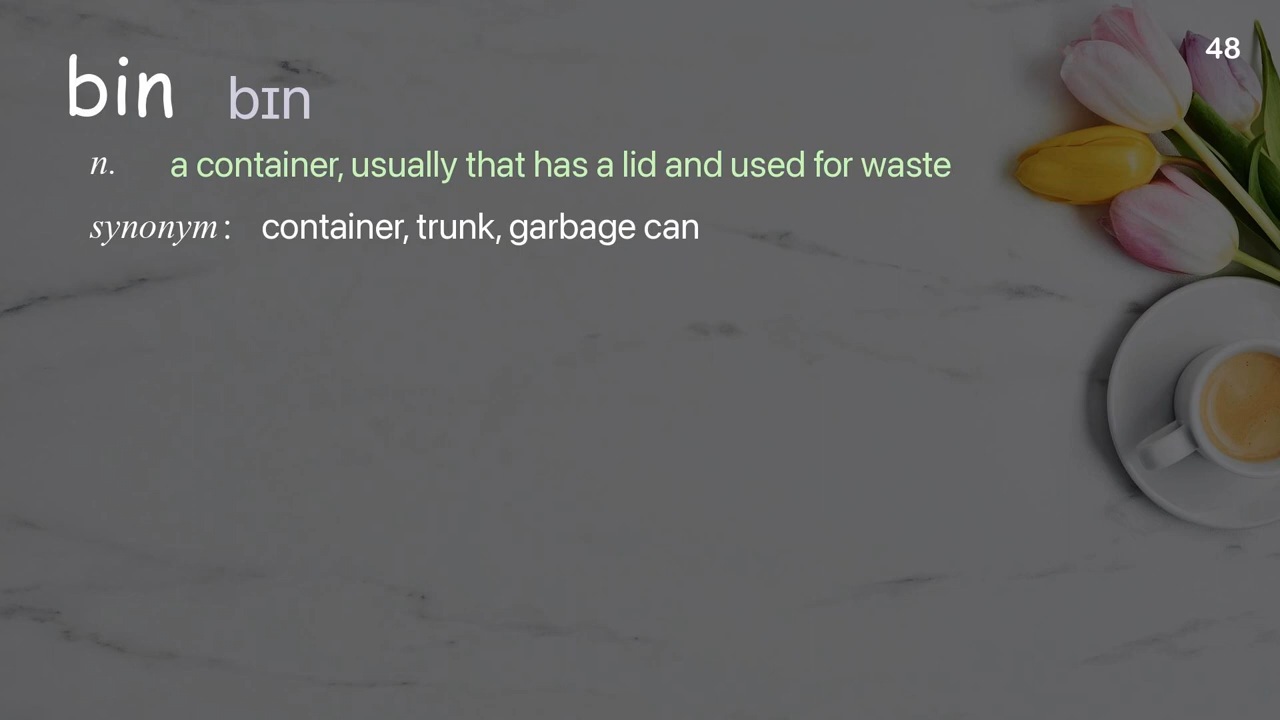 48
bin bɪn
n. a container, usually that has a lid and used for waste
synonym : container, trunk, garbage can